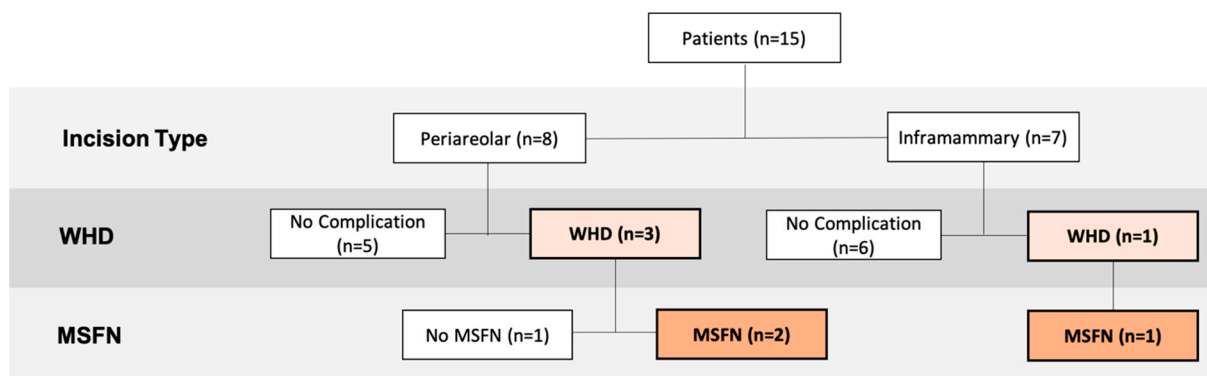 Patients (n=15)
Incision Type
Periareolar (n=8)
Inframammary (n=7)
WHD
No Complication
(n=5)
WHD (n=3)
No Complication
(n=6)
WHD (n=1)
MSFN
No MSFN (n=1)
MSFN (n=2)
MSFN (n=1)